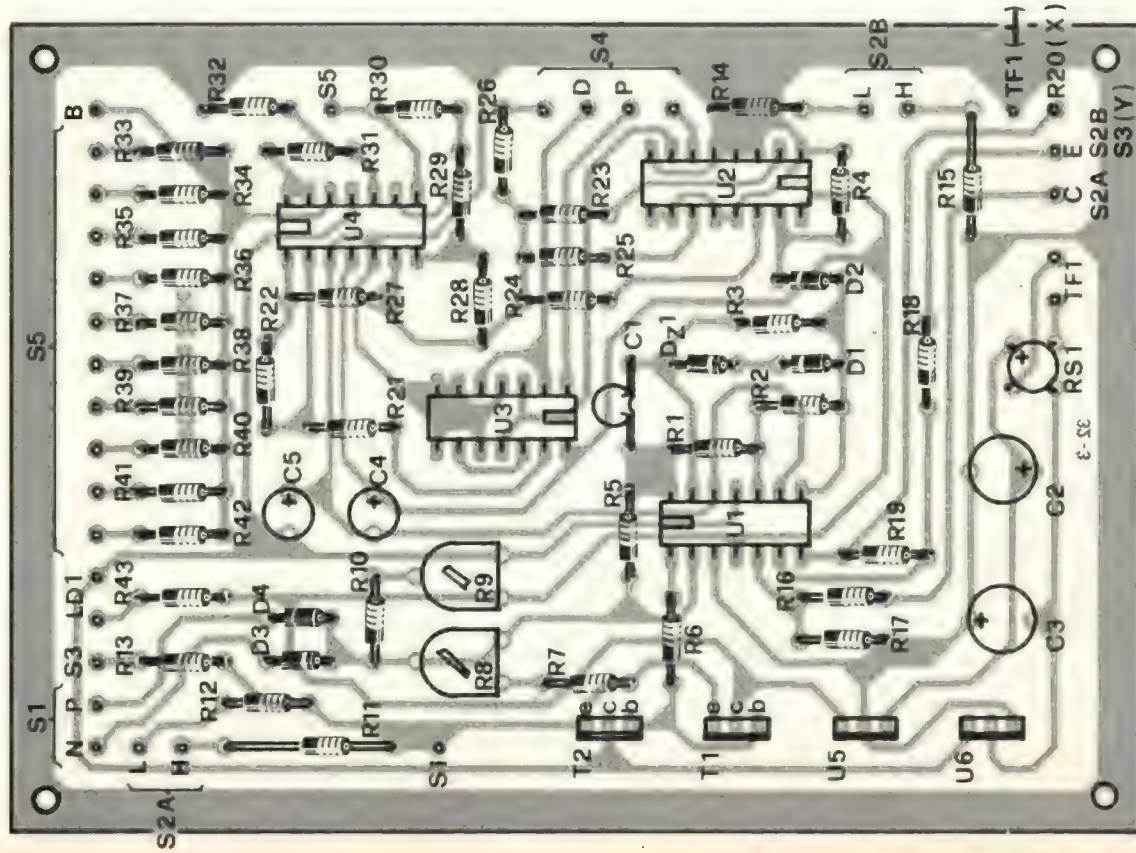 S5
B
R33
R32
R34
R35
S5
R31
R30
R36
U4
R37
R29
R26
R22
R27
R28
R38
R39
R24
R23
R25
S4
D
P
R14
U2
R4
S2B
L
H
D2
R3
R40
R21
U3
C1
DZ1
R2
D1
R41
C5
C4
R1
R42
R5
U1
R15
R18
R19
R16
R17
LD1
R43
D4
R10
R9
S3
D3
R8
R6
R13
R12
R7
S1
P
N
R11
L
H
S2A
S1
T2
e
c
b
T1
e
c
b
U5
U6
C3
C2
32-3
RS1
TF1
C
E
S2A
S2B
S3(Y)
R20(X)
TF1